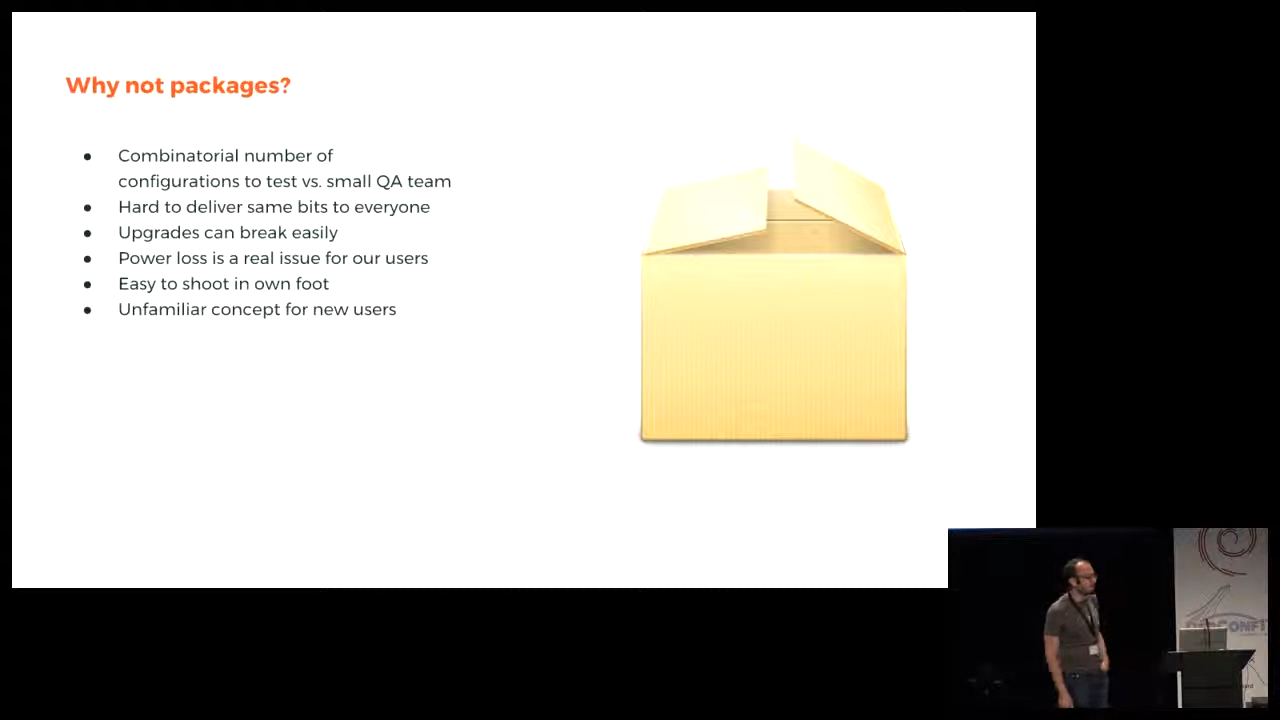 Why not packages?
● Combinatorial number of
configurations to test vs. small QA team
● Hard to deliver same bits to everyone
● Upgrades can break easily
● Power loss is a real issue for our users
● Easy to shoot in own foot
● Unfamiliar concept for new users